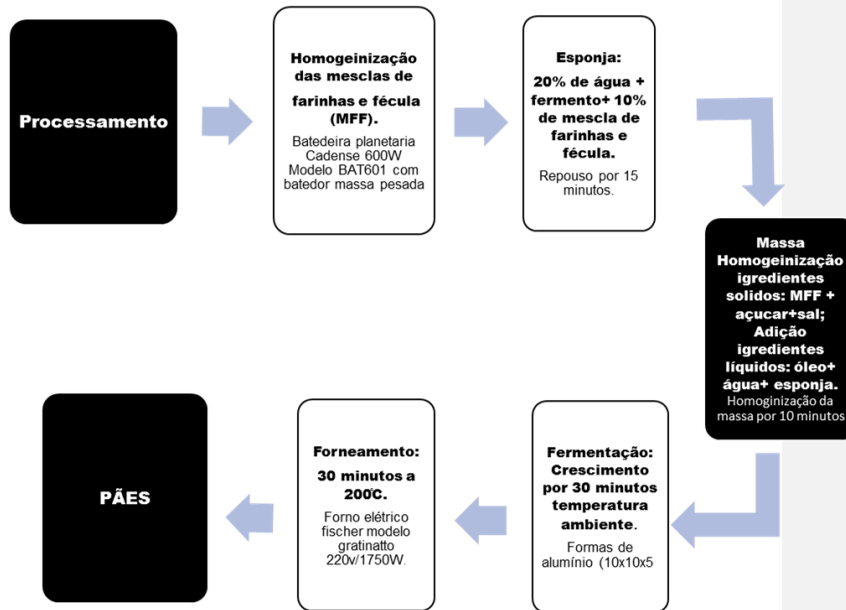 Processamento
Homogeinização
das mesclas de
farinhas e fécula
(MFF).
Batedeira planetaria
Cadense 600W
Modelo BAT601 com
batedor massa pesada
Esponja:
20% de água +
fermento+ 10%
de mescla de
farinhas e
fécula.
Repouso por 15
minutos.
Massa
Homogeinização
igredientes
solidos: MFF +
açucar+sal;
Adição
igredientes
líquidos: óleo+
água+ esponja.
Homoginização da
massa por 10 minutos
Fermentação:
Crescimento
por 30 minutos
temperatura
ambiente.
Formas de
alumínio (10x10x5
Forneamento:
30 minutos a
200℃.
Forno elétrico
fischer modelo
gratinatto
220v/1750W.
PÃES